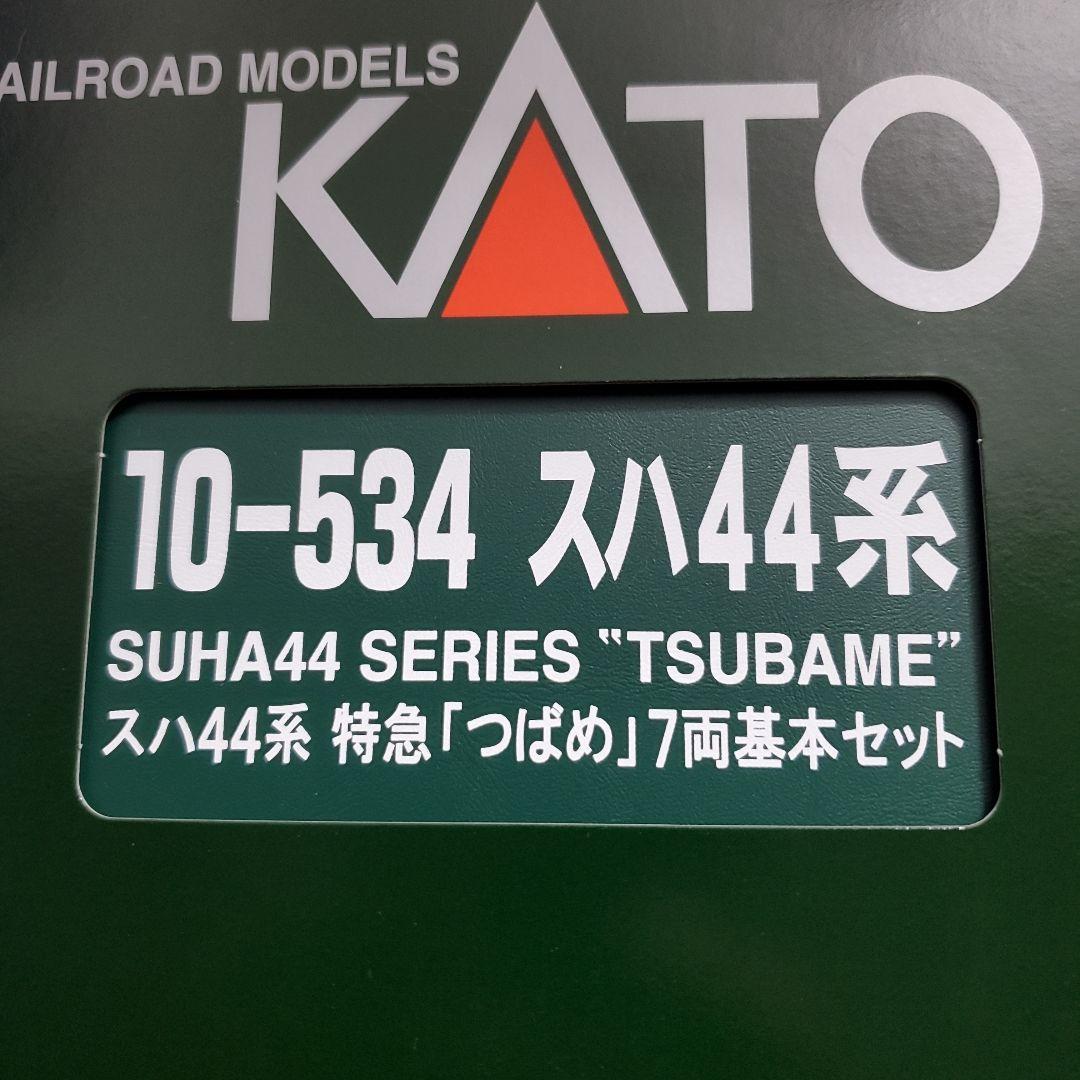 AILROAD MODELS
KATO
10-534 スハ44系
SUHA44 SERIES "TSUBAME"
スハ44系 特急「つばめ」7両基本セット